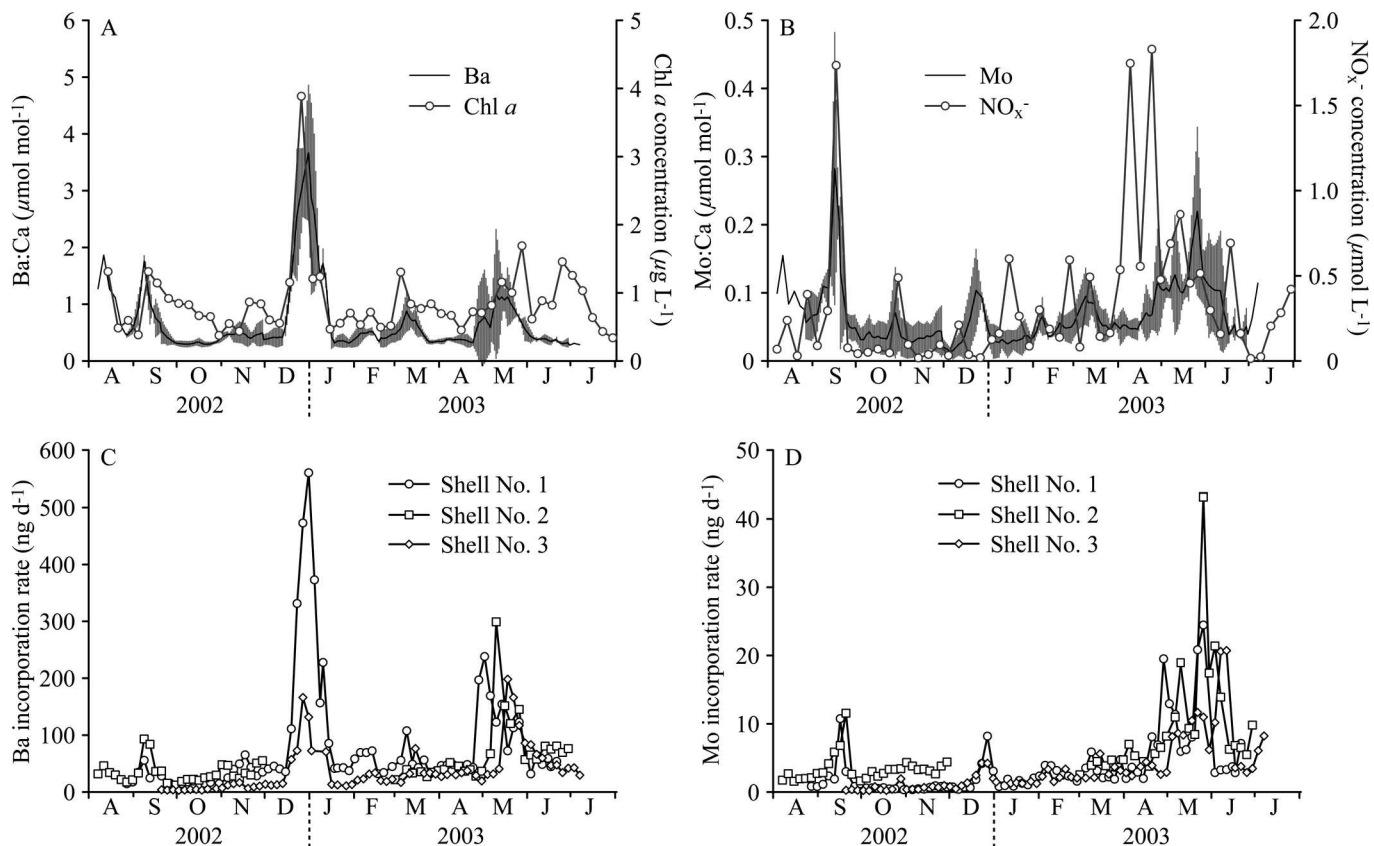 A
Ba:Ca (µmol mol⁻¹)
6
5
4
3
2
1
0
Ba
Chl a
5
4
3
2
1
0
Chl a concentration (µg L⁻¹)
A S O N D J F M A M J J
2002 2003
B
Mo:Ca (µmol mol⁻¹)
0.5
0.4
0.3
0.2
0.1
0
Mo
NOₓ⁻
2.0
1.5
1.0
0.5
0
NOₓ- concentration (µmol L⁻¹)
A S O N D J F M A M J J
2002 2003
C
Ba incorporation rate (ng d⁻¹)
600
500
400
300
200
100
0
Shell No. 1
Shell No. 2
Shell No. 3
A S O N D J F M A M J J
2002 2003
D
Mo incorporation rate (ng d⁻¹)
50
40
30
20
10
0
Shell No. 1
Shell No. 2
Shell No. 3
A S O N D J F M A M J J
2002 2003